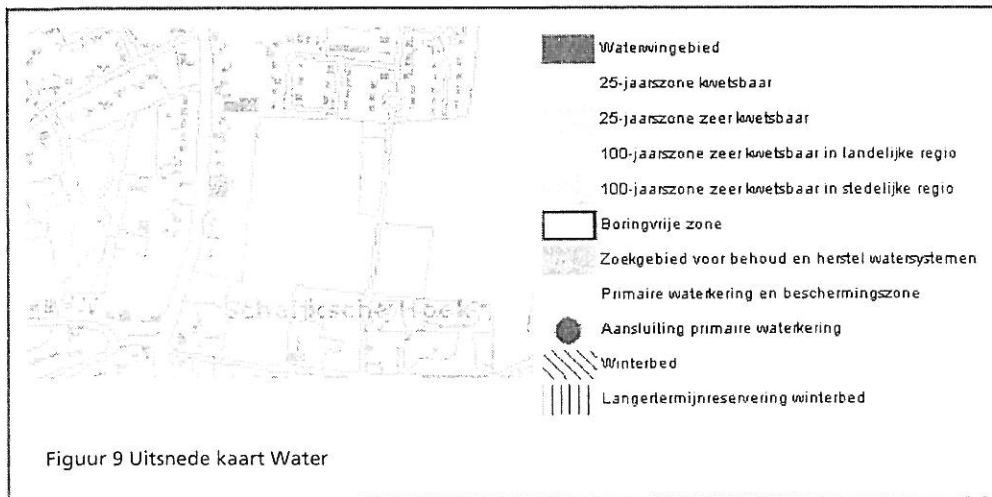 Waterwingebied
25-jaarszone kwetsbaar
25-jaarszone zeer kwetsbaar
100-jaarszone zeer kwetsbaar in landelijke regio
100-jaarszone zeer kwetsbaar in stedelijke regio
Boringvrije zone
Zoekgebied voor behoud en herstel watersystemen
Primaire waterkering en beschermingszone
Aansluiting primaire waterkering
Winterbed
Langertermijnreservering winterbed
Figuur 9 Uitsnede kaart Water